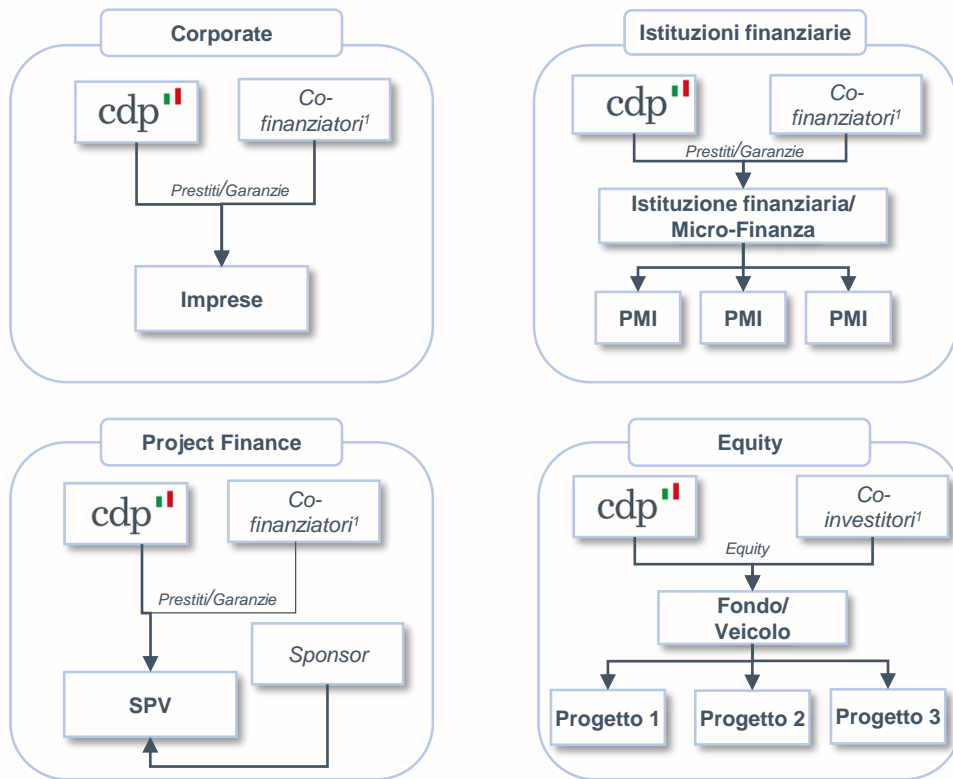 Corporate
cdp
Co-
finanziatori¹
Prestiti/Garanzie
Imprese
Istituzioni finanziarie
cdp
Co-
finanziatori¹
Prestiti/Garanzie
Istituzione finanziaria/
Micro-Finanza
PMI
PMI
PMI
Project Finance
cdp
Co-
finanziatori¹
Prestiti/Garanzie
Sponsor
SPV
Equity
cdp
Co-
investitori¹
Equity
Fondo/
Veicolo
Progetto 1
Progetto 2
Progetto 3